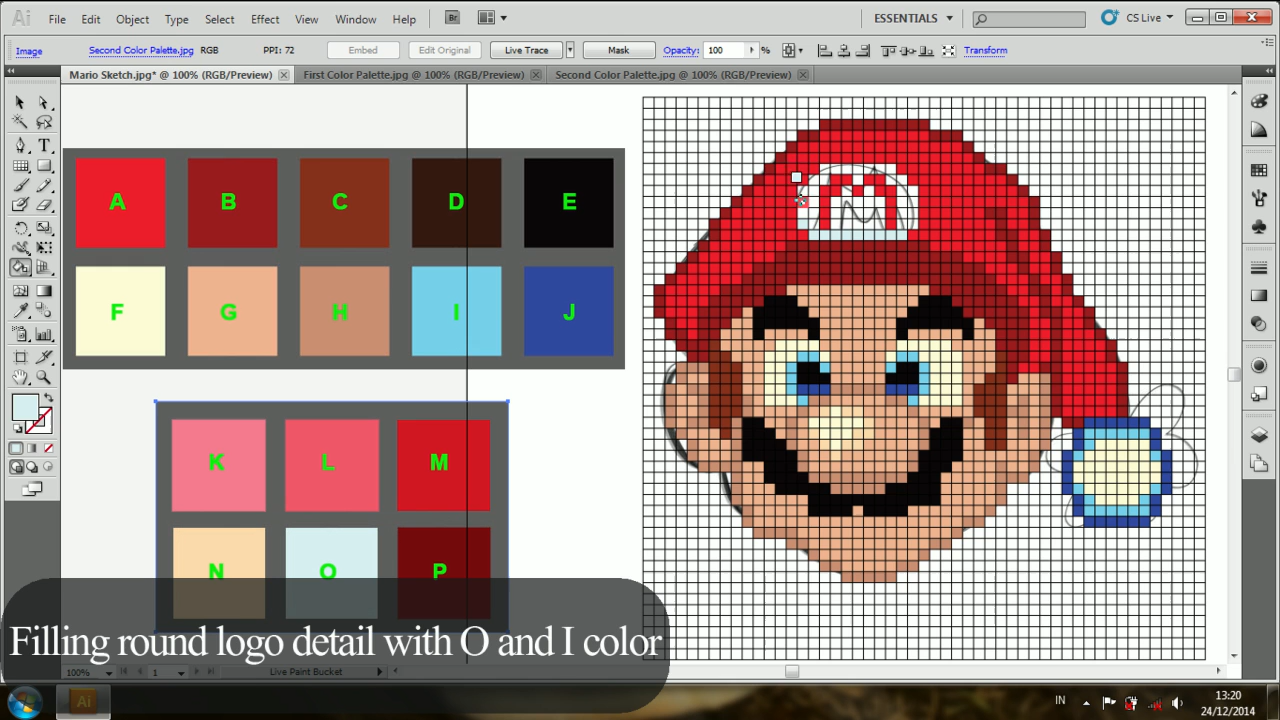 Ai File Edit Object Type Select Effect View Window Help Br ESSENTIALS CS Live
Image Second Color Palette.jpg RGB PPI: 72 Embed Edit Original Live Trace Mask Opacity: 100 % Transform
Mario Sketch.jpg* @ 100% (RGB/Preview) First Color Palette.jpg @ 100% (RGB/Preview) Second Color Palette.jpg @ 100% (RGB/Preview)
A B C D E
F G H I J
K L M
N O P
Filling round logo detail with O and I color
100% 1 Live Paint Bucket
Ai IN 13:20
24/12/2014